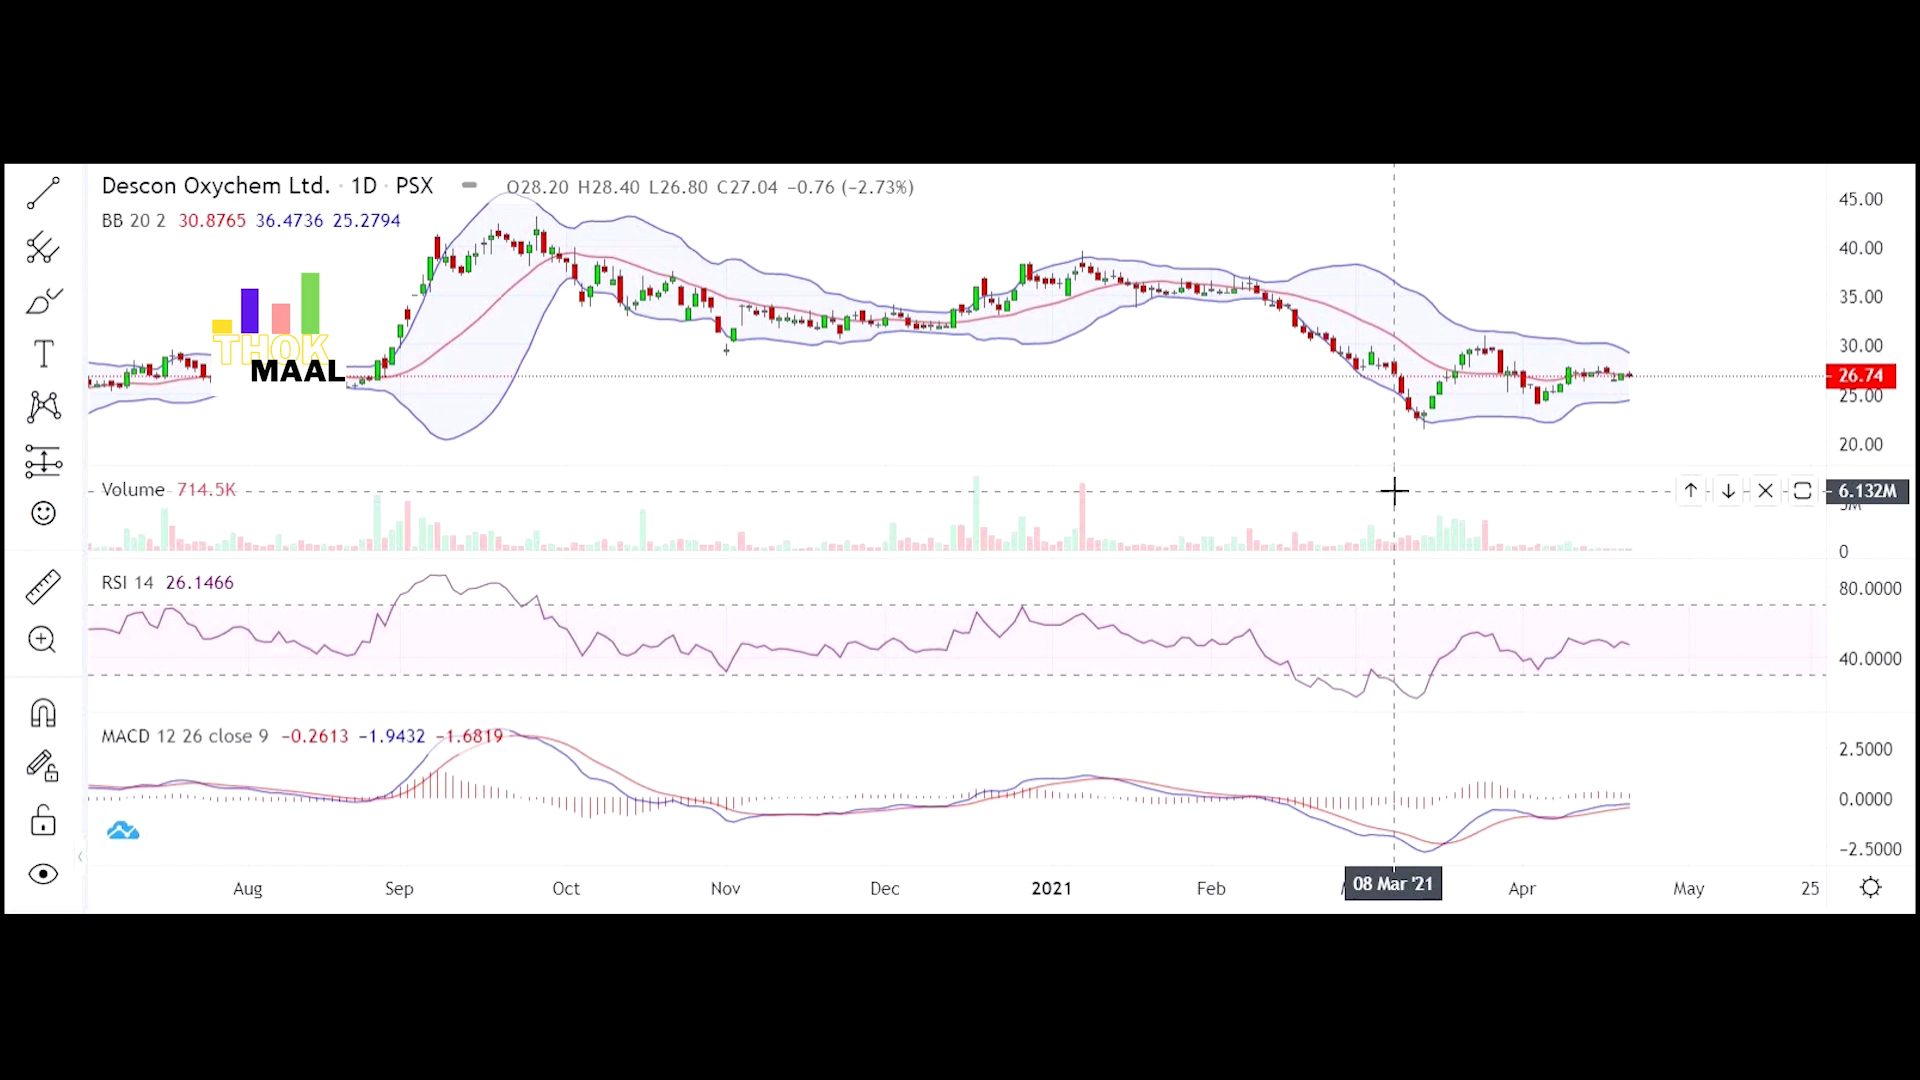 Descon Oxychem Ltd. · 1D · PSX O28.20 H28.40 L26.80 C27.04 −0.76 (−2.73%)
BB 20 2 30.8765 36.4736 25.2794
THOK
MAAL
45.00
40.00
35.00
30.00
26.74
25.00
20.00
Volume 714.5K
6.132M
5M
0
RSI 14 26.1466
80.0000
40.0000
MACD 12 26 close 9 −0.2613 −1.9432 −1.6819
2.5000
0.0000
−2.5000
Aug Sep Oct Nov Dec 2021 Feb 08 Mar '21 Apr May 25